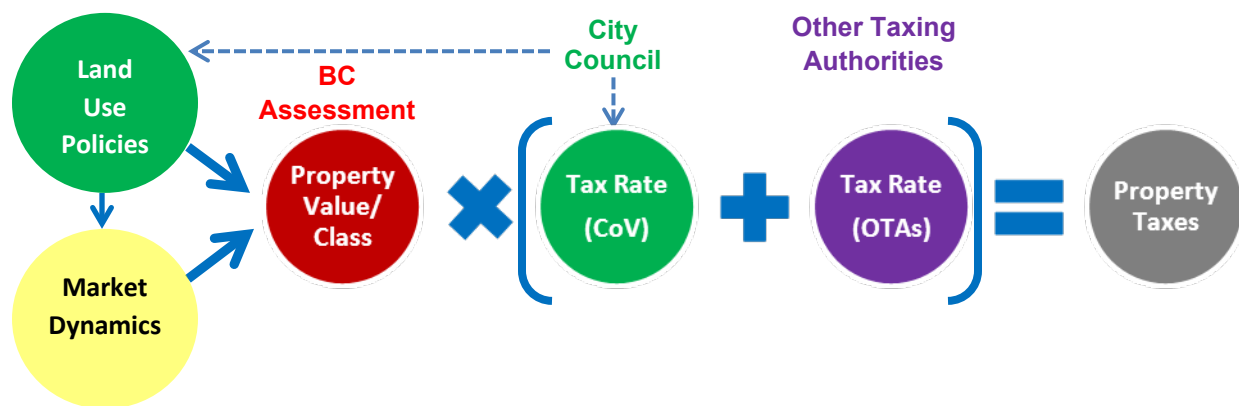 Land
Use
Policies
BC
Assessment
City
Council
Other Taxing
Authorities
Market
Dynamics
Property
Value/
Class
Tax Rate
(CoV)
Tax Rate
(OTAs)
Property
Taxes